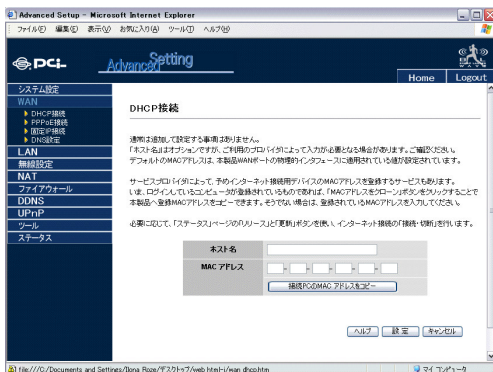 Advanced Setup - Microsoft Internet Explorer
ファイル(F) 編集(E) 表示(V) お気に入り(A) ツール(T) ヘルプ(H)
PCi
Advanced Setting
Home Logout
システム設定
WAN
DHCP接続
PPPoE接続
固定IP接続
DNS設定
LAN
無線設定
NAT
ファイアウォール
DDNS
UPnP
ツール
ステータス
DHCP接続
通常は追加して設定する事項はありません。
「ホスト名」はオプションですが、ご利用のプロバイダによって入力が必要となる場合があります。ご確認ください。
デフォルトのMACアドレスは、本製品WANポートの物理的インタフェースに適用されている値が設定されています。
サービスプロバイダによって、予めインターネット接続用デバイスのMACアドレスを登録するサービスもあります。
いま、ログインしているコンピュータが登録されているものであれば、「MACアドレスをクローン」ボタンをクリックすることで
本製品へ登録MACアドレスをコピーできます。そうでない場合は、登録されているMACアドレスを入力してください。
必要に応じて、「ステータス」ページの「リリース」と「更新」ボタンを使い、インターネット接続の「接続・切断」を行います。
ホスト名
MAC アドレス - - - - -
接続PCのMAC アドレスをコピー
ヘルプ 設 定 キャンセル
file:///C:/Documents and Settings/Ilona Roze/デスクトップ/web html-j/wan_dhcp.htm マイ コンピュータ